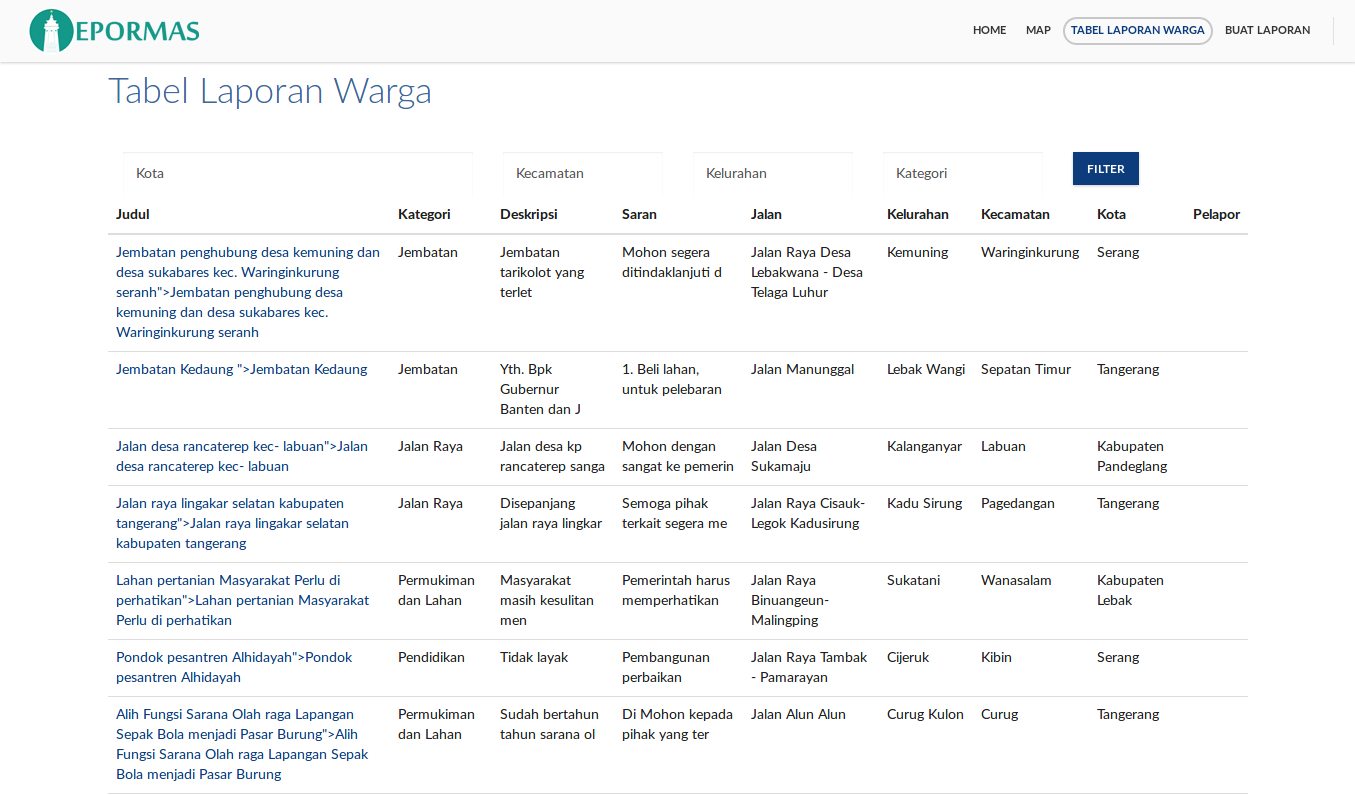 EPORMAS
HOME MAP TABEL LAPORAN WARGA BUAT LAPORAN
Tabel Laporan Warga
Kota Kecamatan Kelurahan Kategori FILTER
Judul Kategori Deskripsi Saran Jalan Kelurahan Kecamatan Kota Pelapor
Jembatan penghubung desa kemuning dan Jembatan Jembatan Mohon segera Jalan Raya Desa Kemuning Waringinkurung Serang
desa sukabares kec. Waringinkurung tarikolot yang ditindaklanjuti d Lebakwana - Desa
seranh">Jembatan penghubung desa terlet Telaga Luhur
kemuning dan desa sukabares kec.
Waringinkurung seranh
Jembatan Kedaung ">Jembatan Kedaung Jembatan Yth. Bpk 1. Beli lahan, Jalan Manunggal Lebak Wangi Sepatan Timur Tangerang
Gubernur untuk pelebaran
Banten dan J
Jalan desa rancaterep kec- labuan">Jalan Jalan Raya Jalan desa kp Mohon dengan Jalan Desa Kalanganyar Labuan Kabupaten
desa rancaterep kec- labuan rancaterep sanga sangat ke pemerin Sukamaju Pandeglang
Jalan raya lingakar selatan kabupaten Jalan Raya Disepanjang Semoga pihak Jalan Raya Cisauk- Kadu Sirung Pagedangan Tangerang
tangerang">Jalan raya lingakar selatan jalan raya lingkar terkait segera me Legok Kadusirung
kabupaten tangerang
Lahan pertanian Masyarakat Perlu di Permukiman Masyarakat Pemerintah harus Jalan Raya Sukatani Wanasalam Kabupaten
perhatikan">Lahan pertanian Masyarakat dan Lahan masih kesulitan memperhatikan Binuangeun- Lebak
Perlu di perhatikan men Malingping
Pondok pesantren Alhidayah">Pondok Pendidikan Tidak layak Pembangunan Jalan Raya Tambak Cijeruk Kibin Serang
pesantren Alhidayah perbaikan - Pamarayan
Alih Fungsi Sarana Olah raga Lapangan Permukiman Sudah bertahun Di Mohon kepada Jalan Alun Alun Curug Kulon Curug Tangerang
Sepak Bola menjadi Pasar Burung">Alih dan Lahan tahun sarana ol pihak yang ter
Fungsi Sarana Olah raga Lapangan Sepak
Bola menjadi Pasar Burung